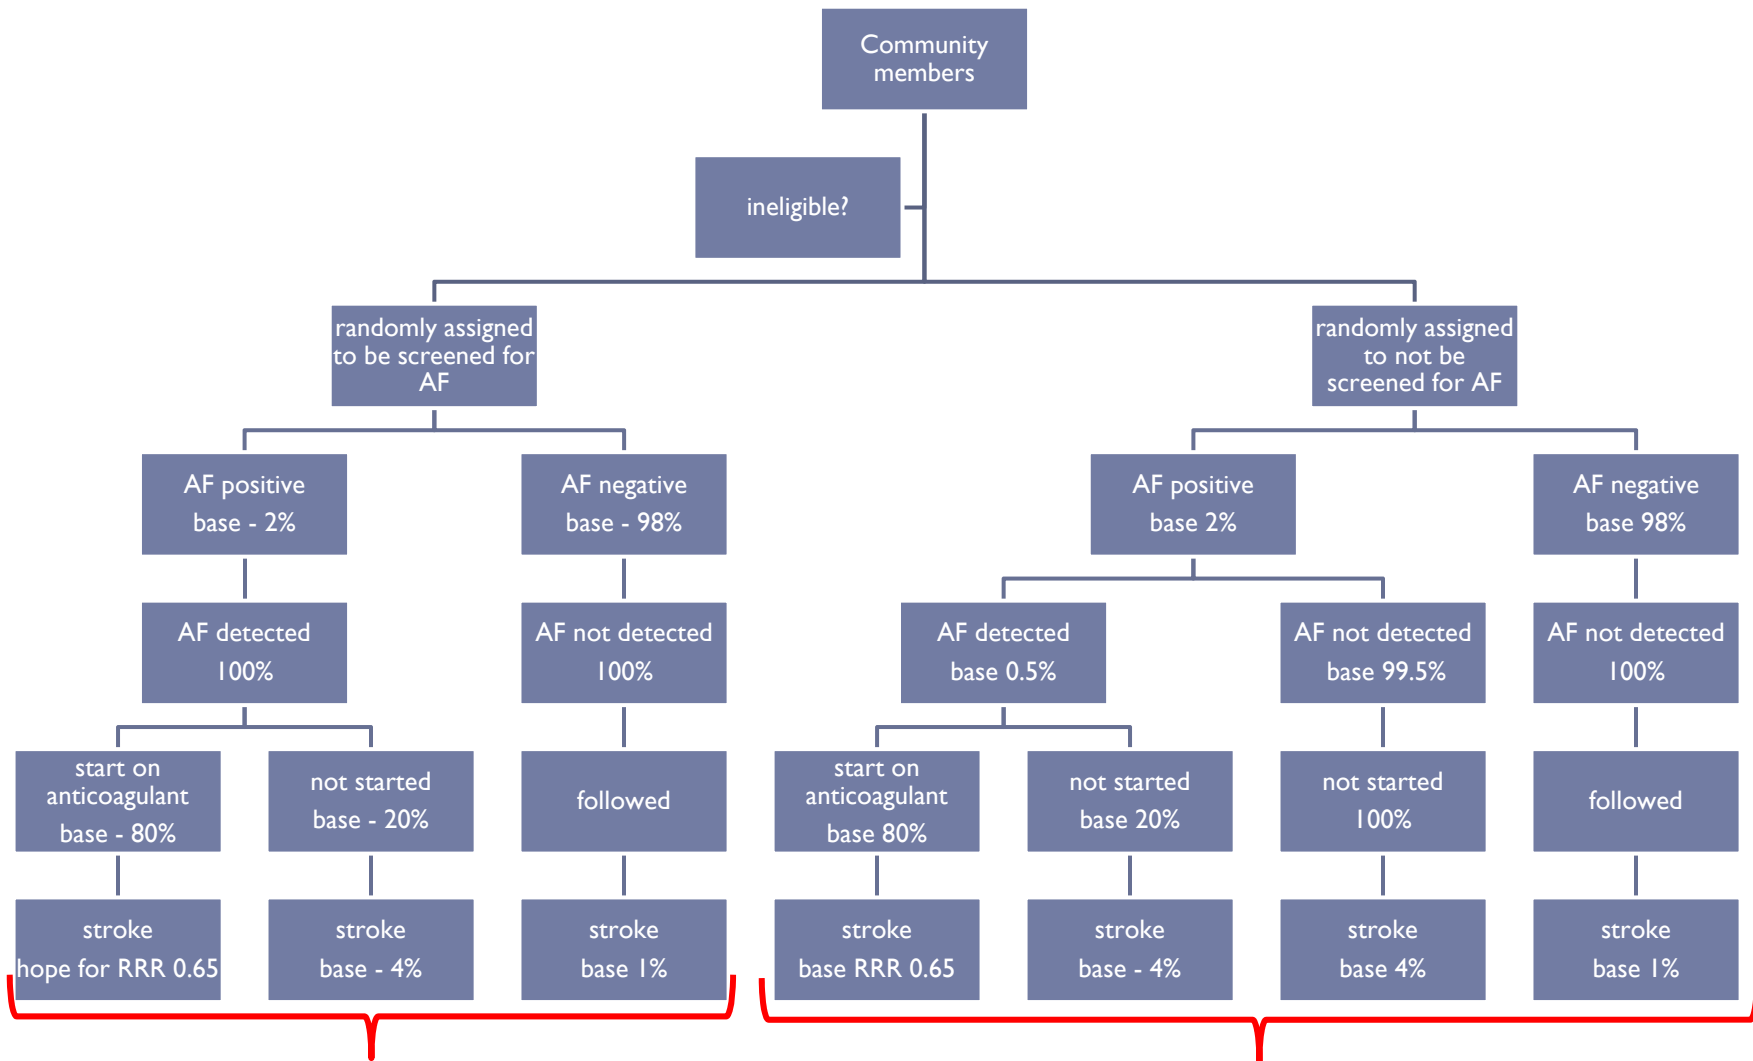 Community
members
ineligible?
randomly assigned
to be screened for
AF
randomly assigned
to not be
screened for AF
AF positive
base - 2%
AF negative
base - 98%
AF positive
base 2%
AF negative
base 98%
AF detected
100%
AF not detected
100%
AF detected
base 0.5%
AF not detected
base 99.5%
AF not detected
100%
start on
anticoagulant
base - 80%
not started
base - 20%
followed
start on
anticoagulant
base 80%
not started
base 20%
not started
100%
followed
stroke
hope for RRR 0.65
stroke
base - 4%
stroke
base 1%
stroke
base RRR 0.65
stroke
base - 4%
stroke
base 4%
stroke
base 1%